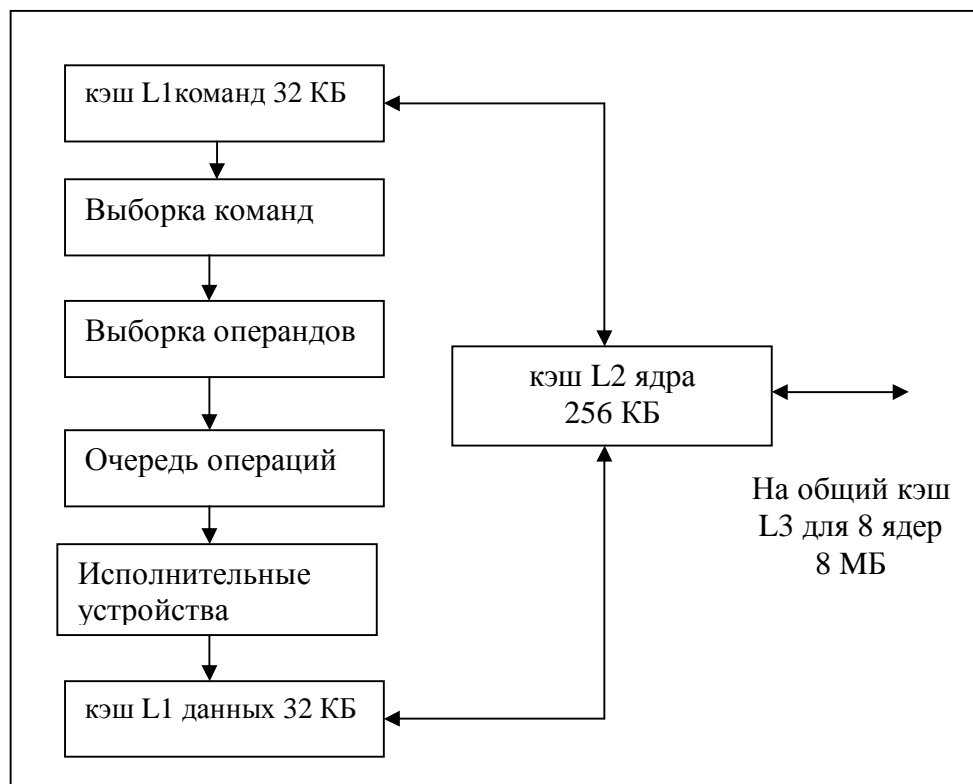 кэш L1команд 32 КБ
Выборка команд
Выборка операндов
Очередь операций
Исполнительные
устройства
кэш L1 данных 32 КБ
кэш L2 ядра
256 КБ
На общий кэш
L3 для 8 ядер
8 МБ